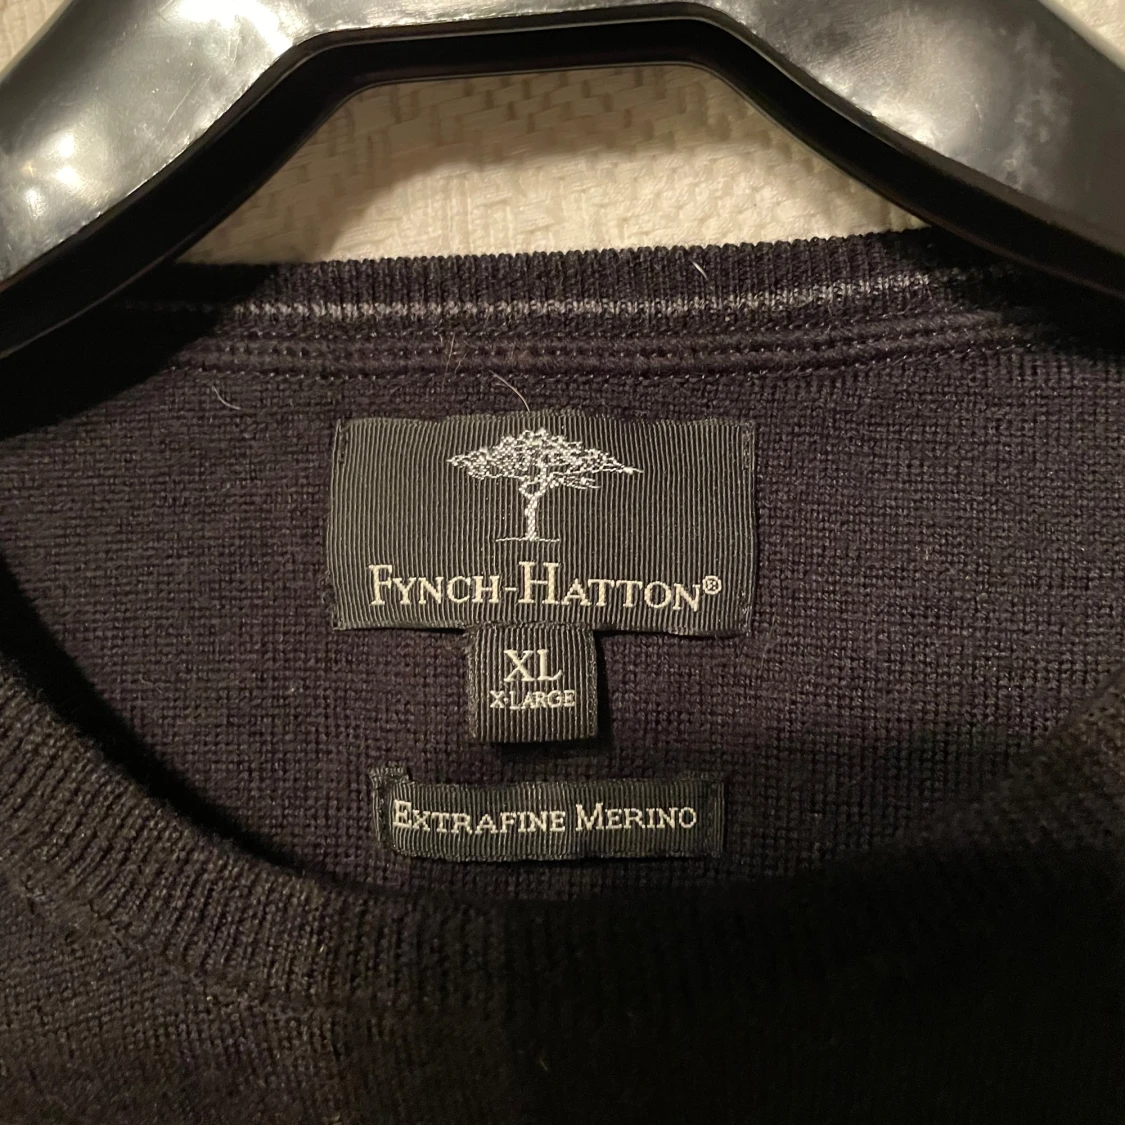 FYNCH-HATTON®
XL
X-LARGE
EXTRAFINE MERINO